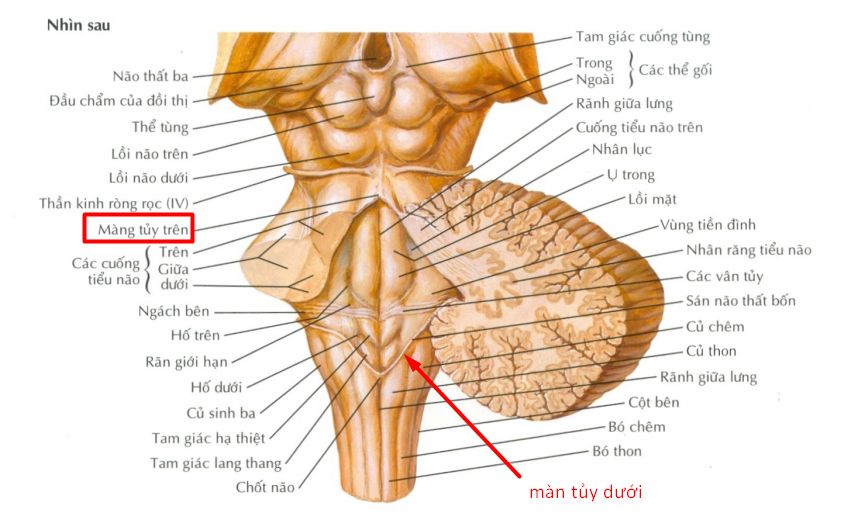 Nhìn sau
Não thất ba
Đầu chẩm của đồi thị
Thể tùng
Lồi não trên
Lồi não dưới
Thần kinh ròng rọc (IV)
Màng tủy trên
Các cuống
tiểu não
Trên
Giữa
dưới
Ngách bên
Hố trên
Răn giới hạn
Hố dưới
Củ sinh ba
Tam giác hạ thiệt
Tam giác lang thang
Chốt não
Tam giác cuống tùng
Trong
Ngoài
Các thể gối
Rãnh giữa lưng
Cuống tiểu não trên
Nhân lục
Ụ trong
Lồi mặt
Vùng tiền đình
Nhân răng tiểu não
Các vân tủy
Sán não thất bốn
Củ chêm
Củ thon
Rãnh giữa lưng
Cột bên
Bó chêm
Bó thon
màn tủy dưới